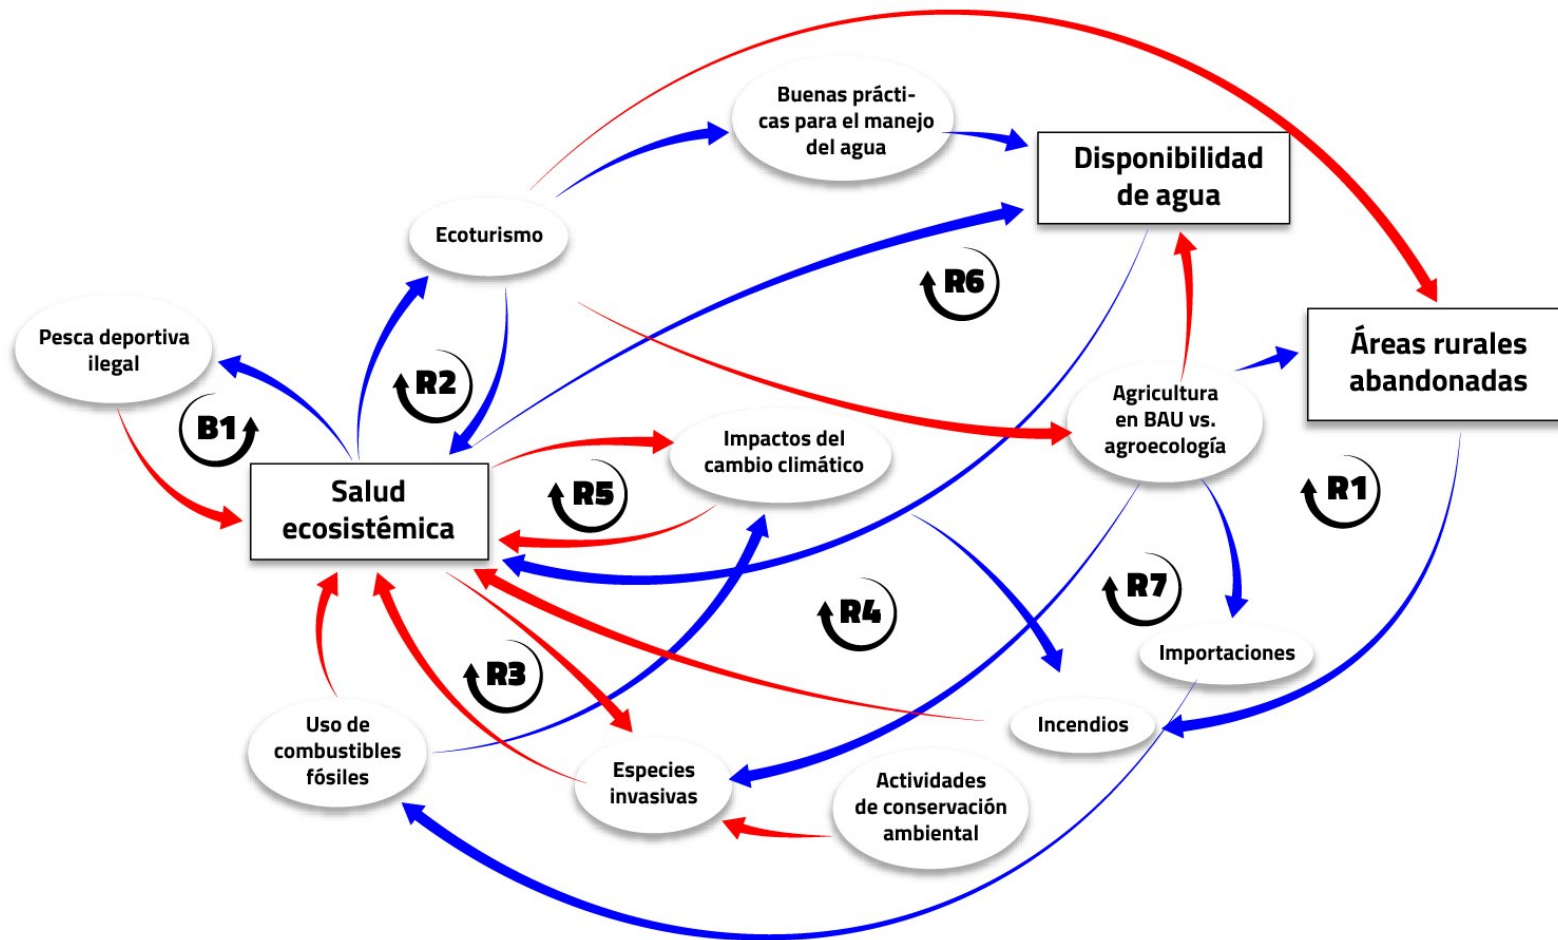 Buenas prácti-
cas para el manejo
del agua
Disponibilidad
de agua
Ecoturismo
R6
Pesca deportiva
ilegal
R2
B1
Áreas rurales
abandonadas
Agricultura
en BAU vs.
agroecología
Impactos del
cambio climático
Salud
ecosistémica
R5
R1
R4
R7
R3
Importaciones
Uso de
combustibles
fósiles
Incendios
Especies
invasivas
Actividades
de conservación
ambiental